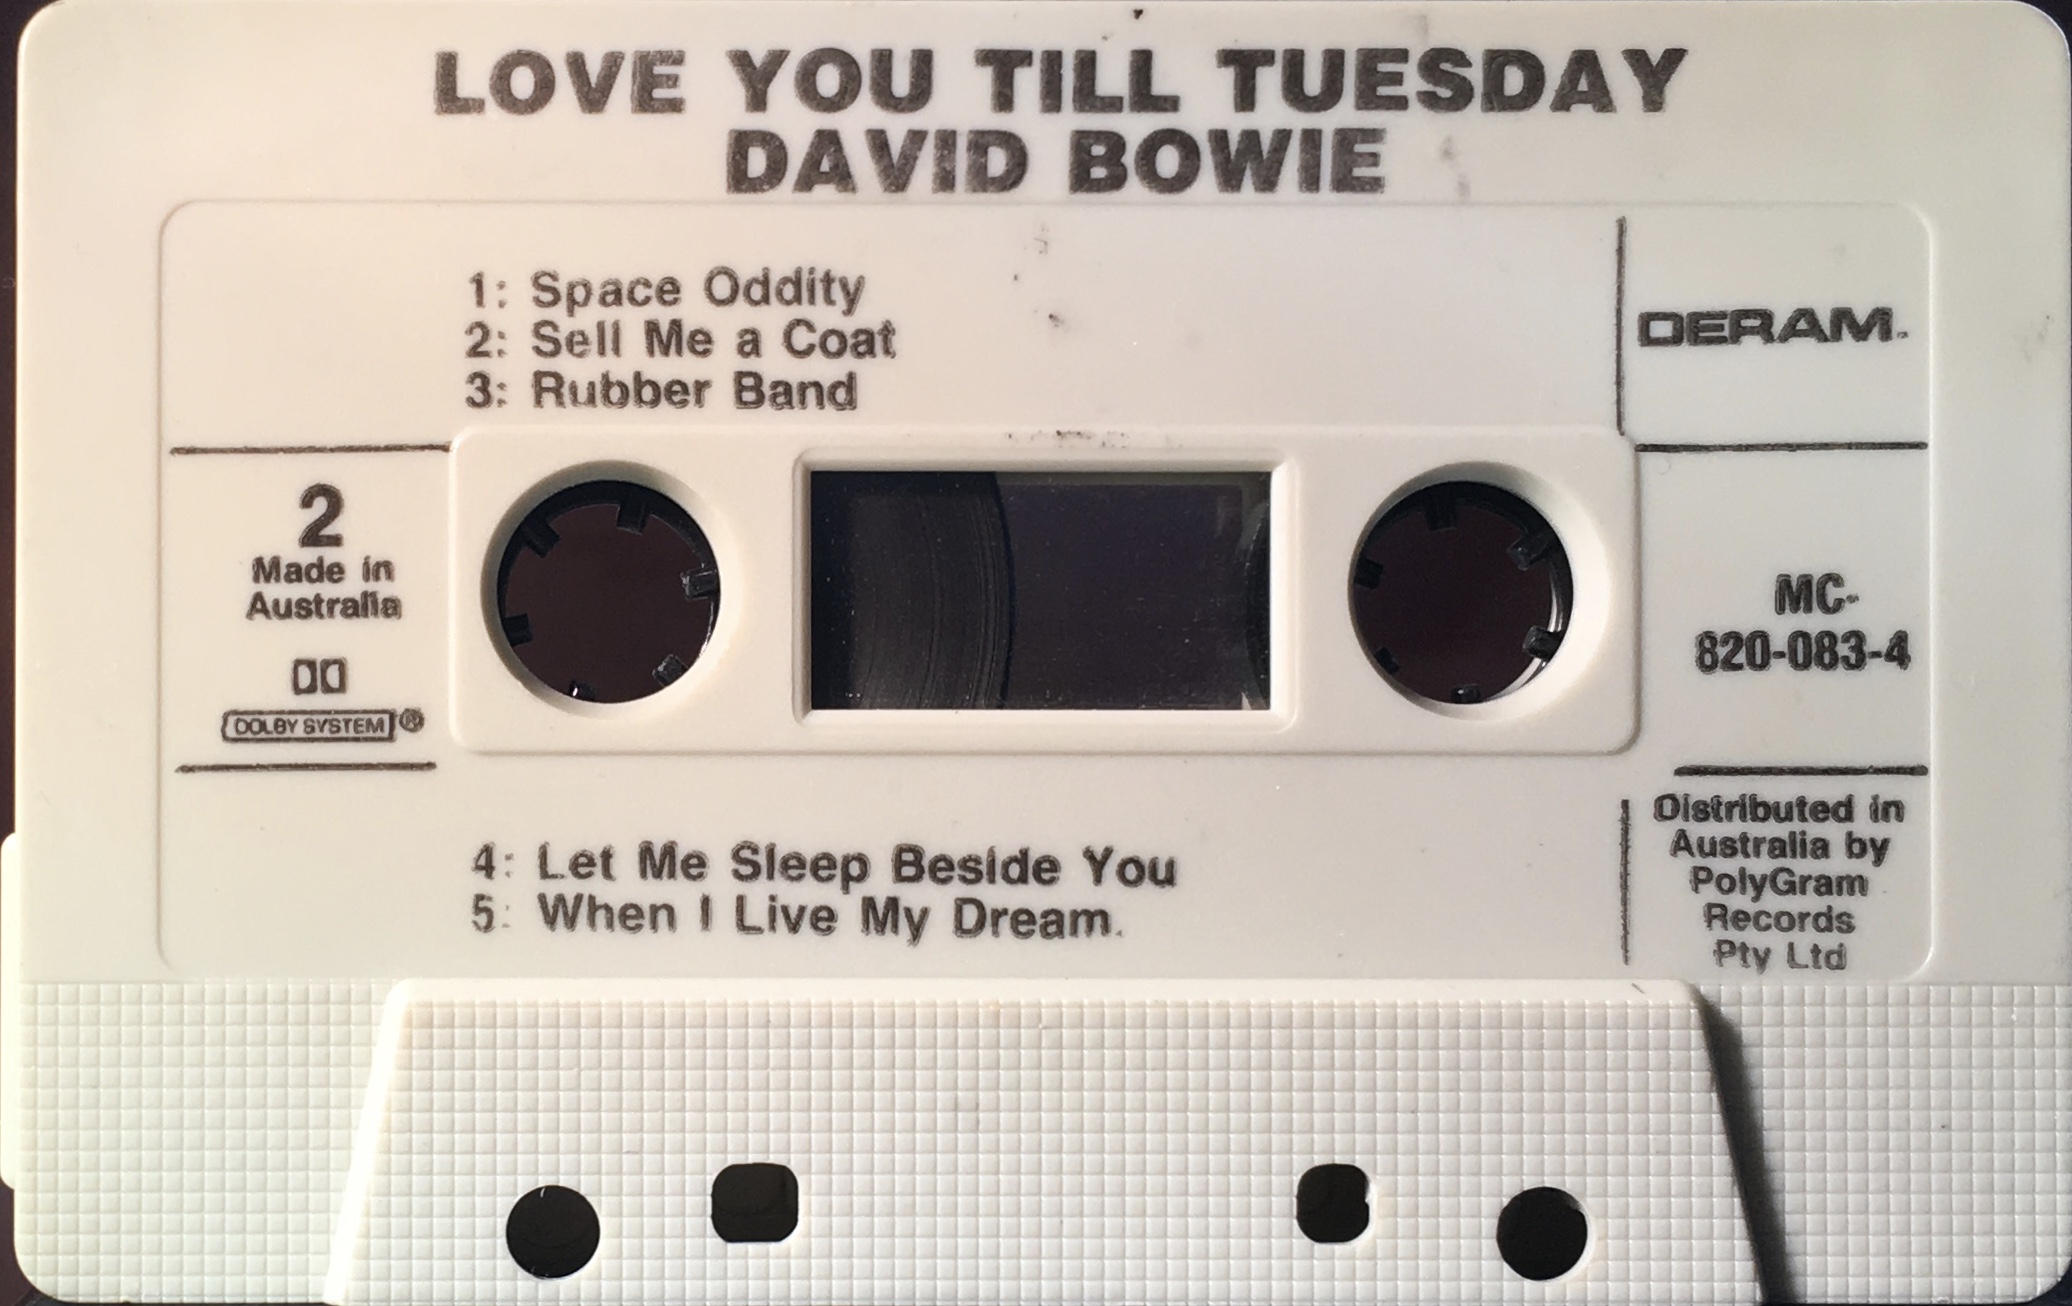 LOVE YOU TILL TUESDAY
DAVID BOWIE
1: Space Oddity
2: Sell Me a Coat
3: Rubber Band
DERAM™
2
Made in
Australia
DOLBY SYSTEM®
MC-
820-083-4
4: Let Me Sleep Beside You
5: When I Live My Dream.
Distributed in
Australia by
PolyGram
Records
Pty Ltd